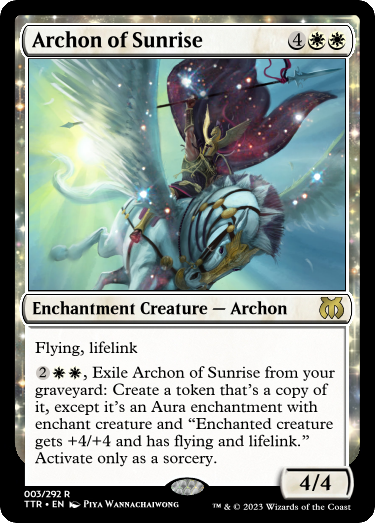 Archon of Sunrise 4
Enchantment Creature — Archon
Flying, lifelink
2, Exile Archon of Sunrise from your
graveyard: Create a token that's a copy of
it, except it's an Aura enchantment with
enchant creature and “Enchanted creature
gets +4/+4 and has flying and lifelink.”
Activate only as a sorcery.
4/4
003/292 R
TTR • EN Piya Wannachaiwong
™ & © 2023 Wizards of the Coast